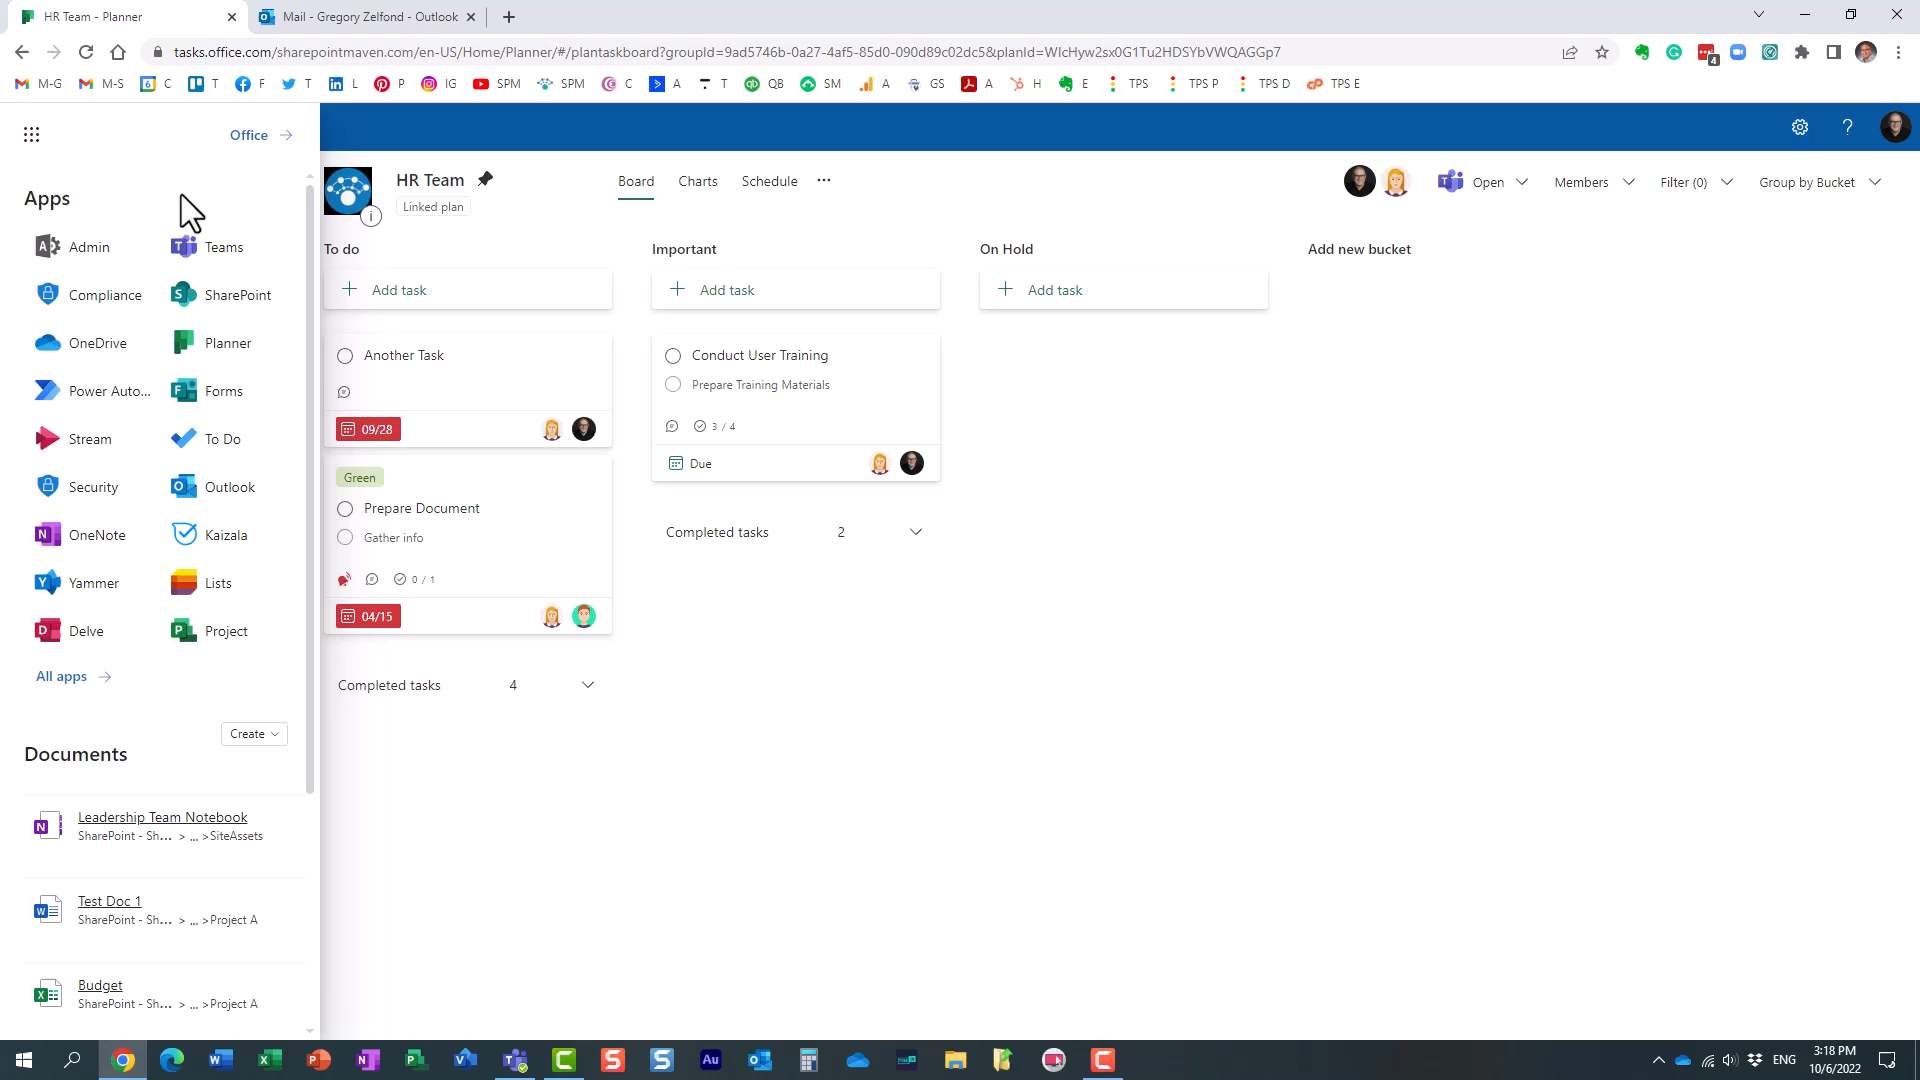 HR Team - Planner
Mail - Gregory Zelfond - Outlook
tasks.office.com/sharepointmaven.com/en-US/Home/Planner/#/plantaskboard?groupId=9ad5746b-0a27-4af5-85d0-090d89c02dc5&planId=WIcHyw2sx0G1Tu2HDSYbVWQAGGp7
4
M-G
M-S
6
C
T
F
T
L
P
IG
SPM
SPM
C
A
T
QB
SM
A
GS
A
H
E
TPS
TPS P
TPS D
TPS E
Office
Apps
Admin
Teams
Compliance
SharePoint
OneDrive
Planner
Power Auto...
Forms
Stream
To Do
Security
Outlook
OneNote
Kaizala
Yammer
Lists
Delve
Project
All apps
Create
Documents
Leadership Team Notebook
SharePoint - Sh... > ... >SiteAssets
Test Doc 1
SharePoint - Sh... > ... >Project A
Budget
SharePoint - Sh... > ... >Project A
HR Team
Linked plan
Board
Charts
Schedule
Open
Members
Filter (0)
Group by Bucket
To do
Add task
Another Task
09/28
Green
Prepare Document
Gather info
0 / 1
04/15
Completed tasks 4
Important
Add task
Conduct User Training
Prepare Training Materials
3 / 4
Due
Completed tasks 2
On Hold
Add task
Add new bucket
ENG
3:18 PM
10/6/2022